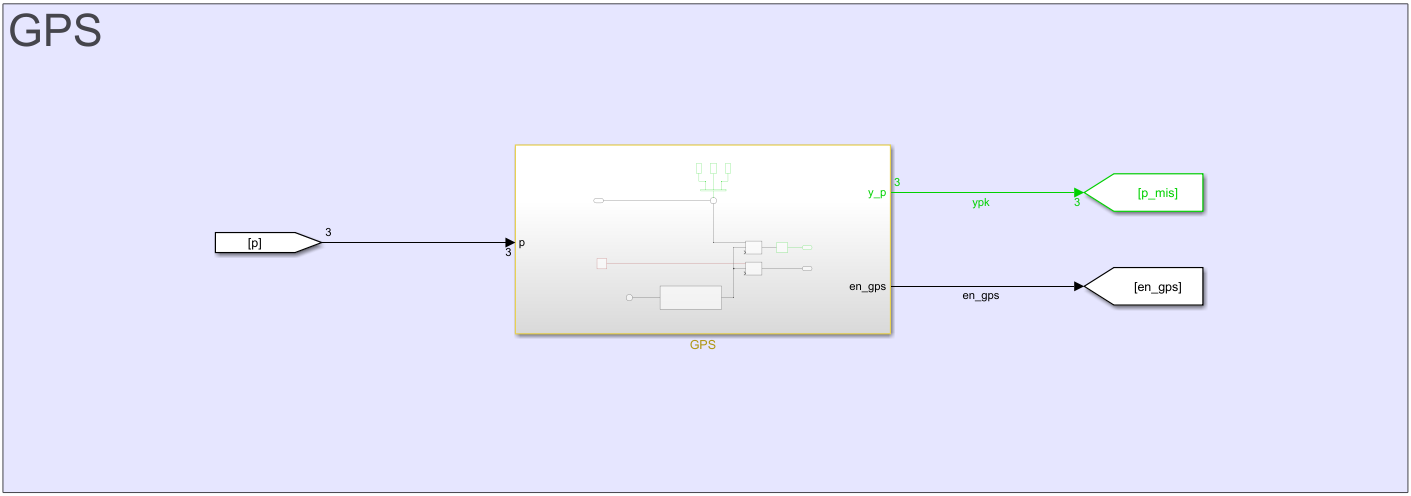 GPS
[p]
3
3
p
y_p
3
ypk
3
[p_mis]
en_gps
en_gps
[en_gps]
GPS